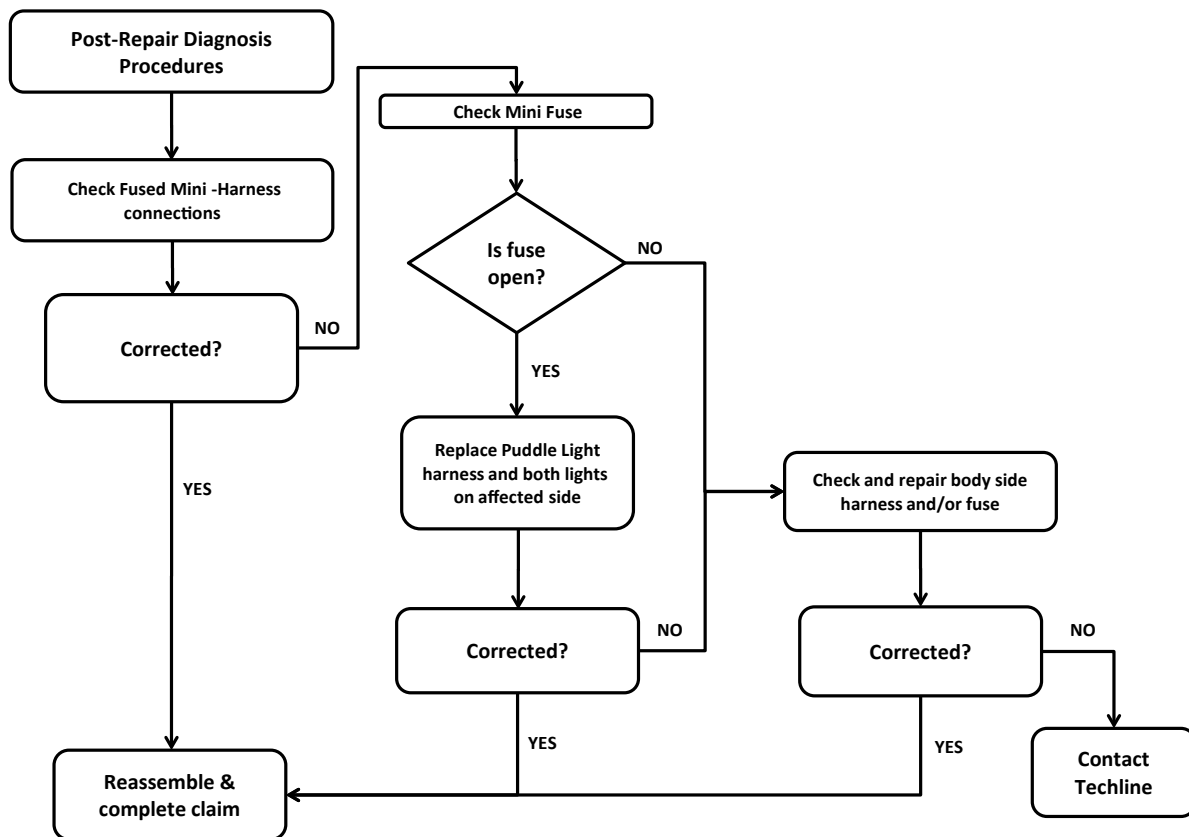 Post-Repair Diagnosis
Procedures
Check Fused Mini -Harness
connections
Corrected?
NO
YES
Check Mini Fuse
Is fuse
open?
NO
YES
Replace Puddle Light
harness and both lights
on affected side
Corrected?
NO
YES
Check and repair body side
harness and/or fuse
Corrected?
NO
YES
Contact
Techline
Reassemble &
complete claim